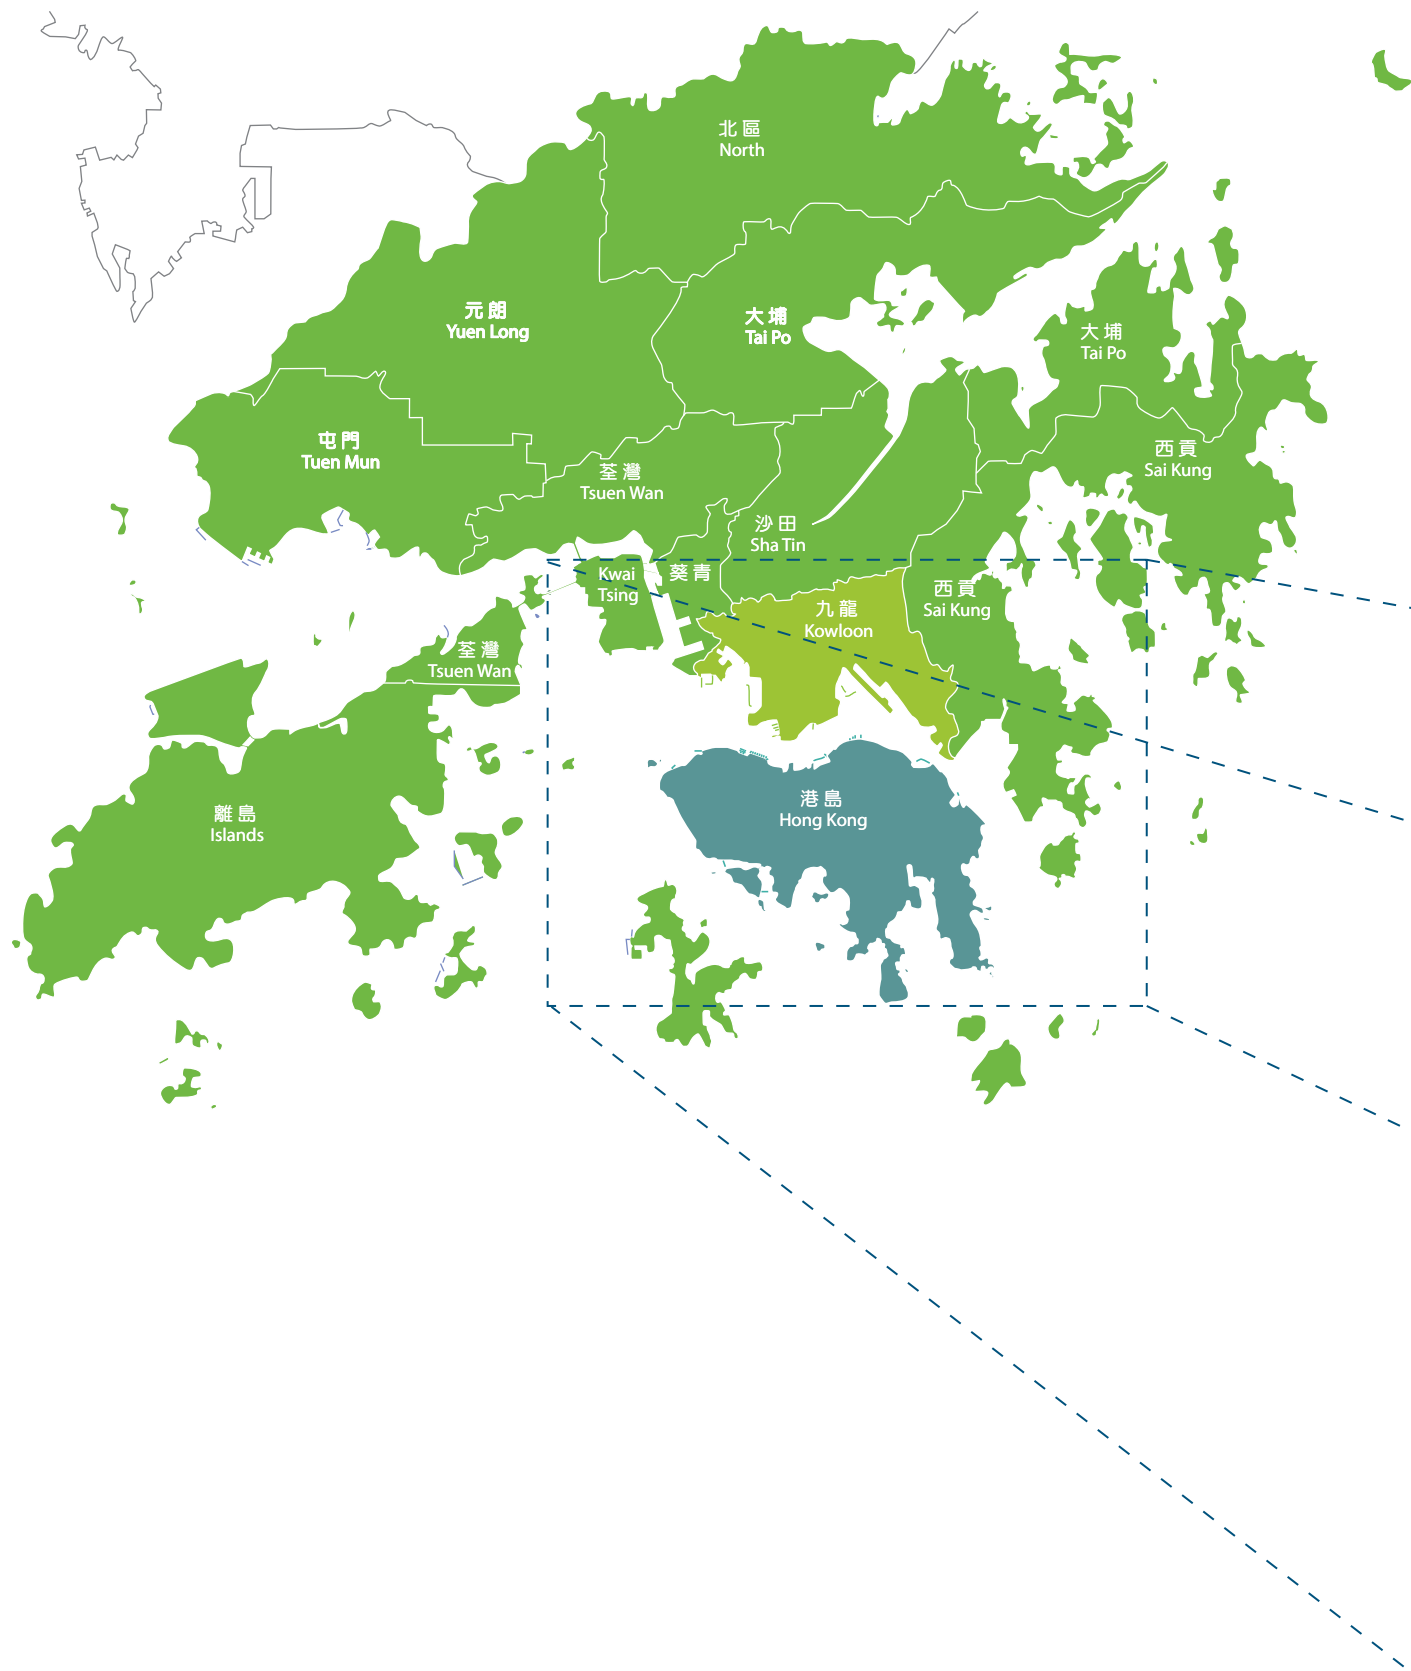 北區
North
元朗
Yuen Long
大埔
Tai Po
大埔
Tai Po
屯門
Tuen Mun
荃灣
Tsuen Wan
西貢
Sai Kung
沙田
Sha Tin
Kwai
Tsing
葵青
西貢
Sai Kung
九龍
Kowloon
荃灣
Tsuen Wan
港島
Hong Kong
離島
Islands